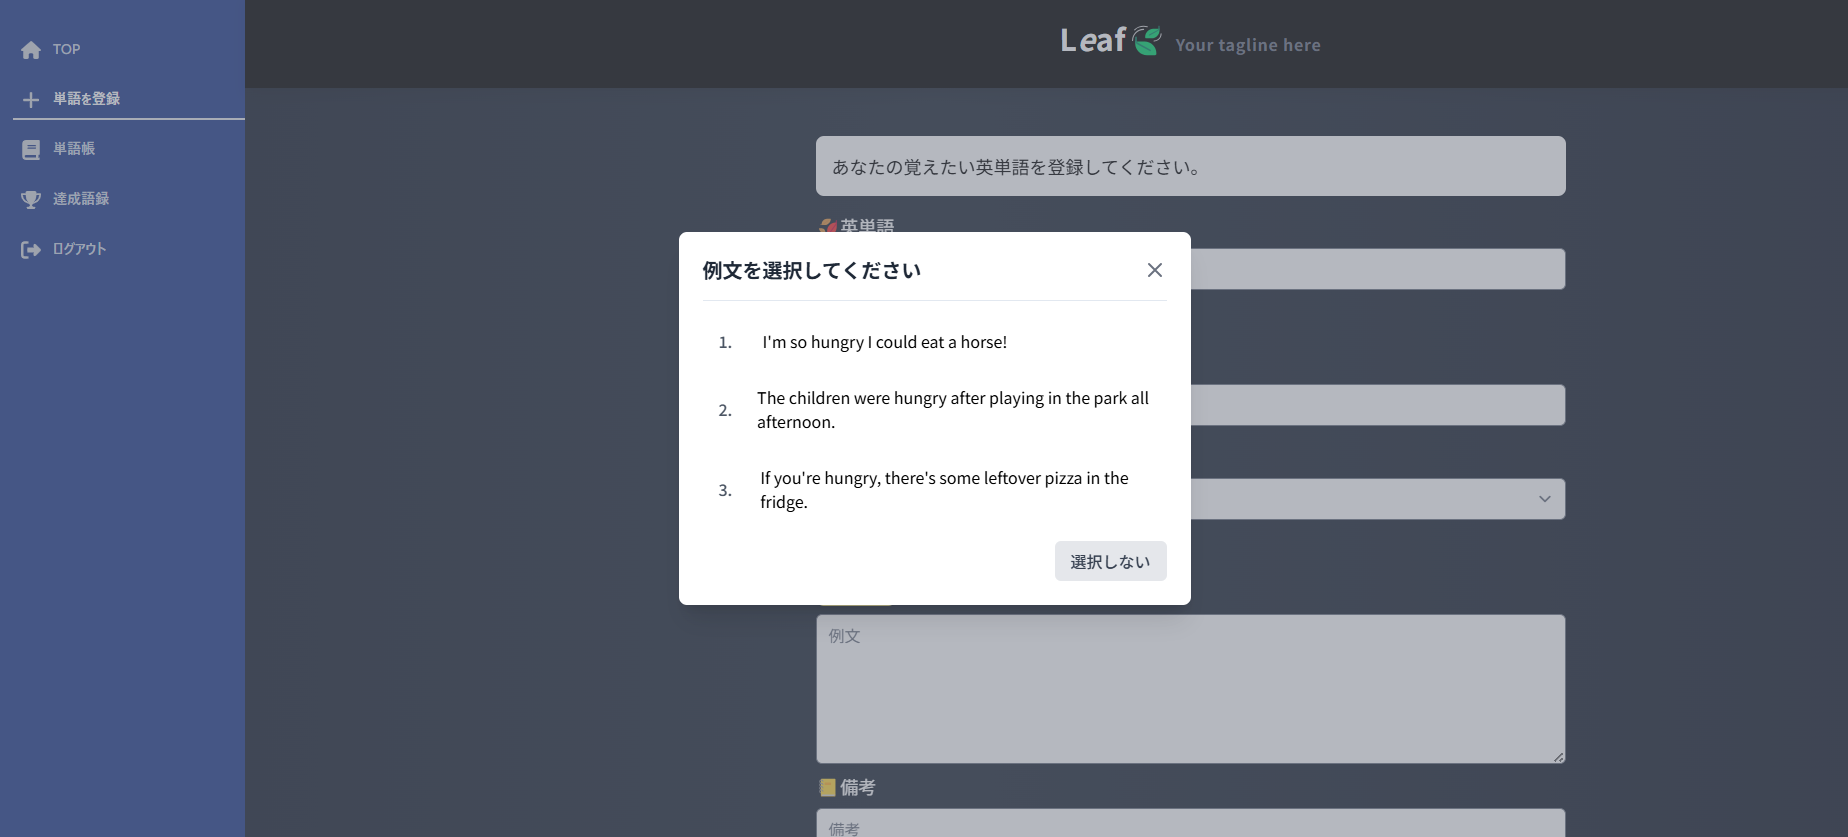 TOP
単語を登録
単語帳
達成語録
ログアウト
Leaf Your tagline here
あなたの覚えたい英単語を登録してください。
英単語
例文を選択してください
1. I'm so hungry I could eat a horse!
2. The children were hungry after playing in the park all
afternoon.
3. If you're hungry, there's some leftover pizza in the
fridge.
選択しない
例文
備考
備考